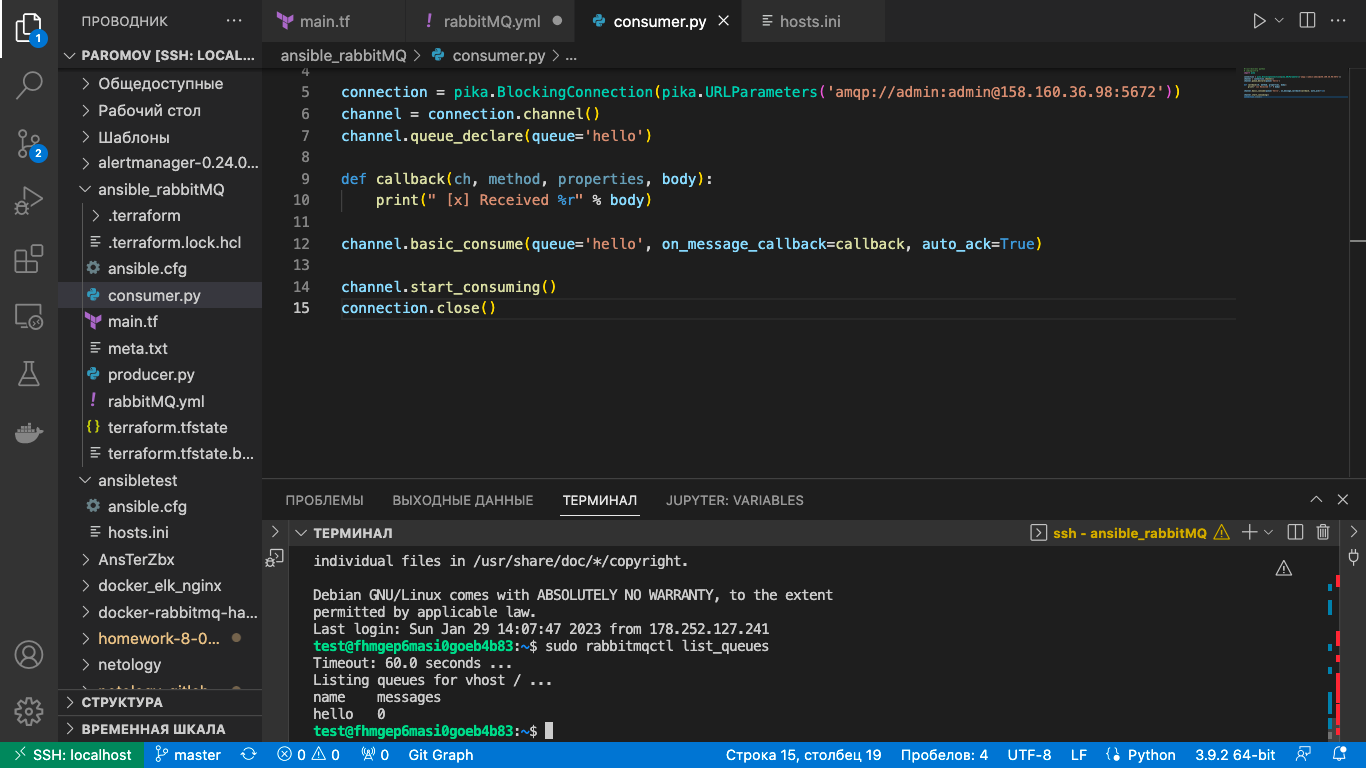 1
2
ПРОВОДНИК
PAROMOV [SSH: LOCAL...
Общедоступные
Рабочий стол
Шаблоны
alertmanager-0.24.0...
ansible_rabbitMQ
.terraform
.terraform.lock.hcl
ansible.cfg
consumer.py
main.tf
meta.txt
producer.py
rabbitMQ.yml
terraform.tfstate
terraform.tfstate.b...
ansibletest
ansible.cfg
hosts.ini
AnsTerZbx
docker_elk_nginx
docker-rabbitmq-ha...
homework-8-0...
netology
СТРУКТУРА
ВРЕМЕННАЯ ШКАЛА
main.tf rabbitMQ.yml consumer.py hosts.ini
ansible_rabbitMQ > consumer.py > ...
4
5 connection = pika.BlockingConnection(pika.URLParameters('amqp://admin:admin@158.160.36.98:5672'))
6 channel = connection.channel()
7 channel.queue_declare(queue='hello')
8
9 def callback(ch, method, properties, body):
10 print(" [x] Received %r" % body)
11
12 channel.basic_consume(queue='hello', on_message_callback=callback, auto_ack=True)
13
14 channel.start_consuming()
15 connection.close()
ПРОБЛЕМЫ ВЫХОДНЫЕ ДАННЫЕ ТЕРМИНАЛ JUPYTER: VARIABLES
ТЕРМИНАЛ ssh - ansible_rabbitMQ
individual files in /usr/share/doc/*/copyright.
Debian GNU/Linux comes with ABSOLUTELY NO WARRANTY, to the extent
permitted by applicable law.
Last login: Sun Jan 29 14:07:47 2023 from 178.252.127.241
test@fhmgep6masi0goeb4b83:~$ sudo rabbitmqctl list_queues
Timeout: 60.0 seconds ...
Listing queues for vhost / ...
name messages
hello 0
test@fhmgep6masi0goeb4b83:~$
SSH: localhost master 0 0 0 Git Graph Строка 15, столбец 19 Пробелов: 4 UTF-8 LF Python 3.9.2 64-bit